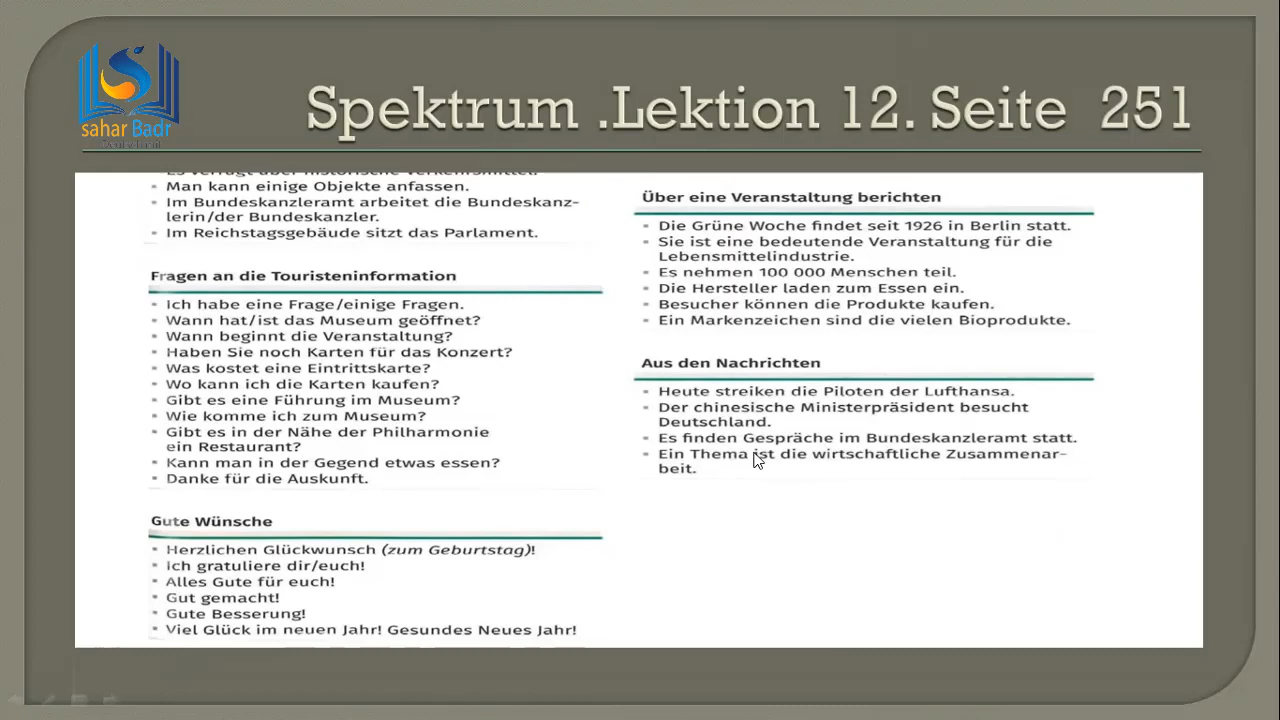 sahar Badr
Spektrum .Lektion 12. Seite 251
Es verfügt über historische Verkehrsmittel.
• Man kann einige Objekte anfassen.
• Im Bundeskanzleramt arbeitet die Bundeskanz-
lerin/der Bundeskanzler.
• Im Reichstagsgebäude sitzt das Parlament.
Fragen an die Touristeninformation
• Ich habe eine Frage/einige Fragen.
• Wann hat/ist das Museum geöffnet?
• Wann beginnt die Veranstaltung?
• Haben Sie noch Karten für das Konzert?
• Was kostet eine Eintrittskarte?
• Wo kann ich die Karten kaufen?
• Gibt es eine Führung im Museum?
• Wie komme ich zum Museum?
• Gibt es in der Nähe der Philharmonie
ein Restaurant?
• Kann man in der Gegend etwas essen?
• Danke für die Auskunft.
Gute Wünsche
• Herzlichen Glückwunsch (zum Geburtstag)!
• Ich gratuliere dir/euch!
• Alles Gute für euch!
• Gut gemacht!
• Gute Besserung!
• Viel Glück im neuen Jahr! Gesundes Neues Jahr!
Über eine Veranstaltung berichten
• Die Grüne Woche findet seit 1926 in Berlin statt.
• Sie ist eine bedeutende Veranstaltung für die
Lebensmittelindustrie.
• Es nehmen 100 000 Menschen teil.
• Die Hersteller laden zum Essen ein.
• Besucher können die Produkte kaufen.
• Ein Markenzeichen sind die vielen Bioprodukte.
Aus den Nachrichten
• Heute streiken die Piloten der Lufthansa.
• Der chinesische Ministerpräsident besucht
Deutschland.
• Es finden Gespräche im Bundeskanzleramt statt.
• Ein Thema ist die wirtschaftliche Zusammenar-
beit.